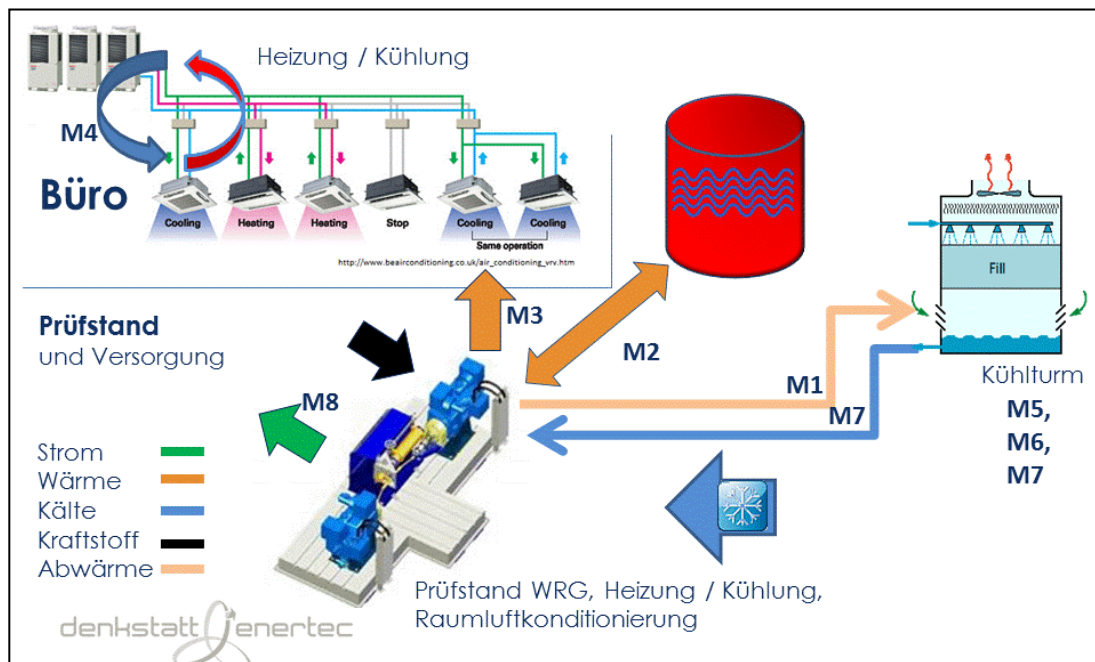 Heizung / Kühlung
M4
Büro
Cooling
Heating
Heating
Stop
Cooling
Cooling
Same operation
http://www.beairconditioning.co.uk/air_conditioning_vrv.htm
Fill
Prüfstand
und Versorgung
M3
M2
M1
M7
M8
Kühlturm
M5,
M6,
M7
Strom
Wärme
Kälte
Kraftstoff
Abwärme
Prüfstand WRG, Heizung / Kühlung,
Raumluftkonditionierung
denkstatt enertec